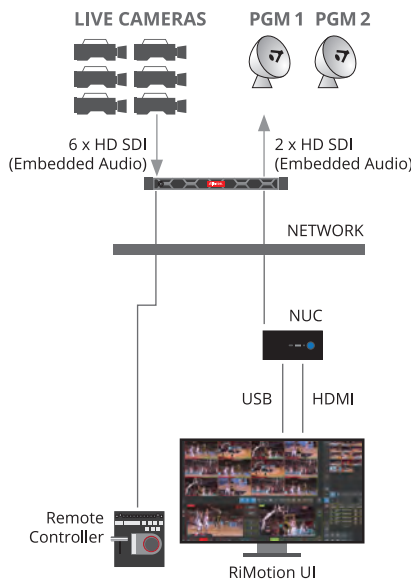 LIVE CAMERAS
PGM 1 PGM 2
6 x HD SDI
(Embedded Audio)
2 x HD SDI
(Embedded Audio)
NETWORK
NUC
USB
HDMI
Remote
Controller
RiMotion UI